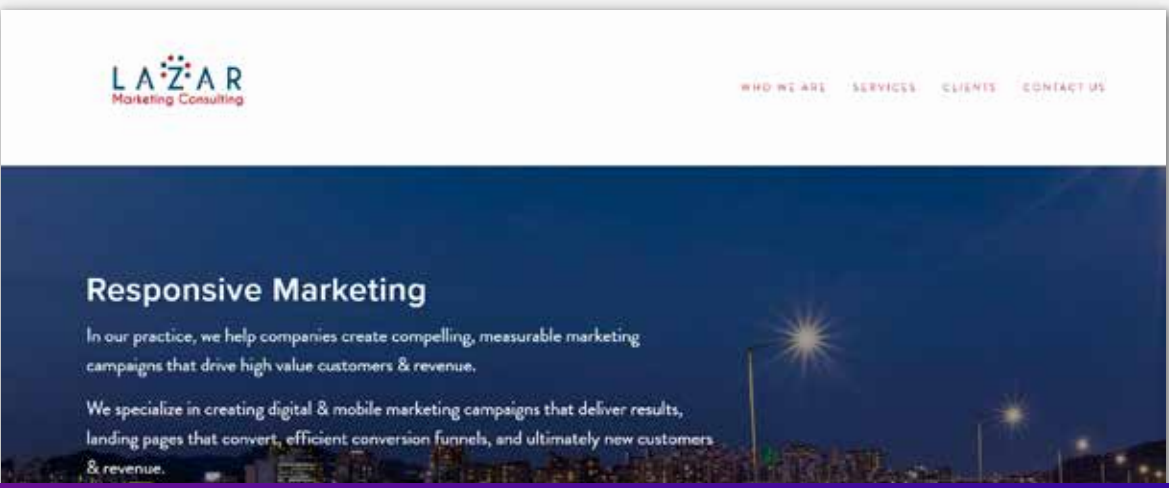 LAZAR
Marketing Consulting
WHO WE ARE SERVICES CLIENTS CONTACT US
Responsive Marketing
In our practice, we help companies create compelling, measurable marketing
campaigns that drive high value customers & revenue.
We specialize in creating digital & mobile marketing campaigns that deliver results,
landing pages that convert, efficient conversion funnels, and ultimately new customers
& revenue.